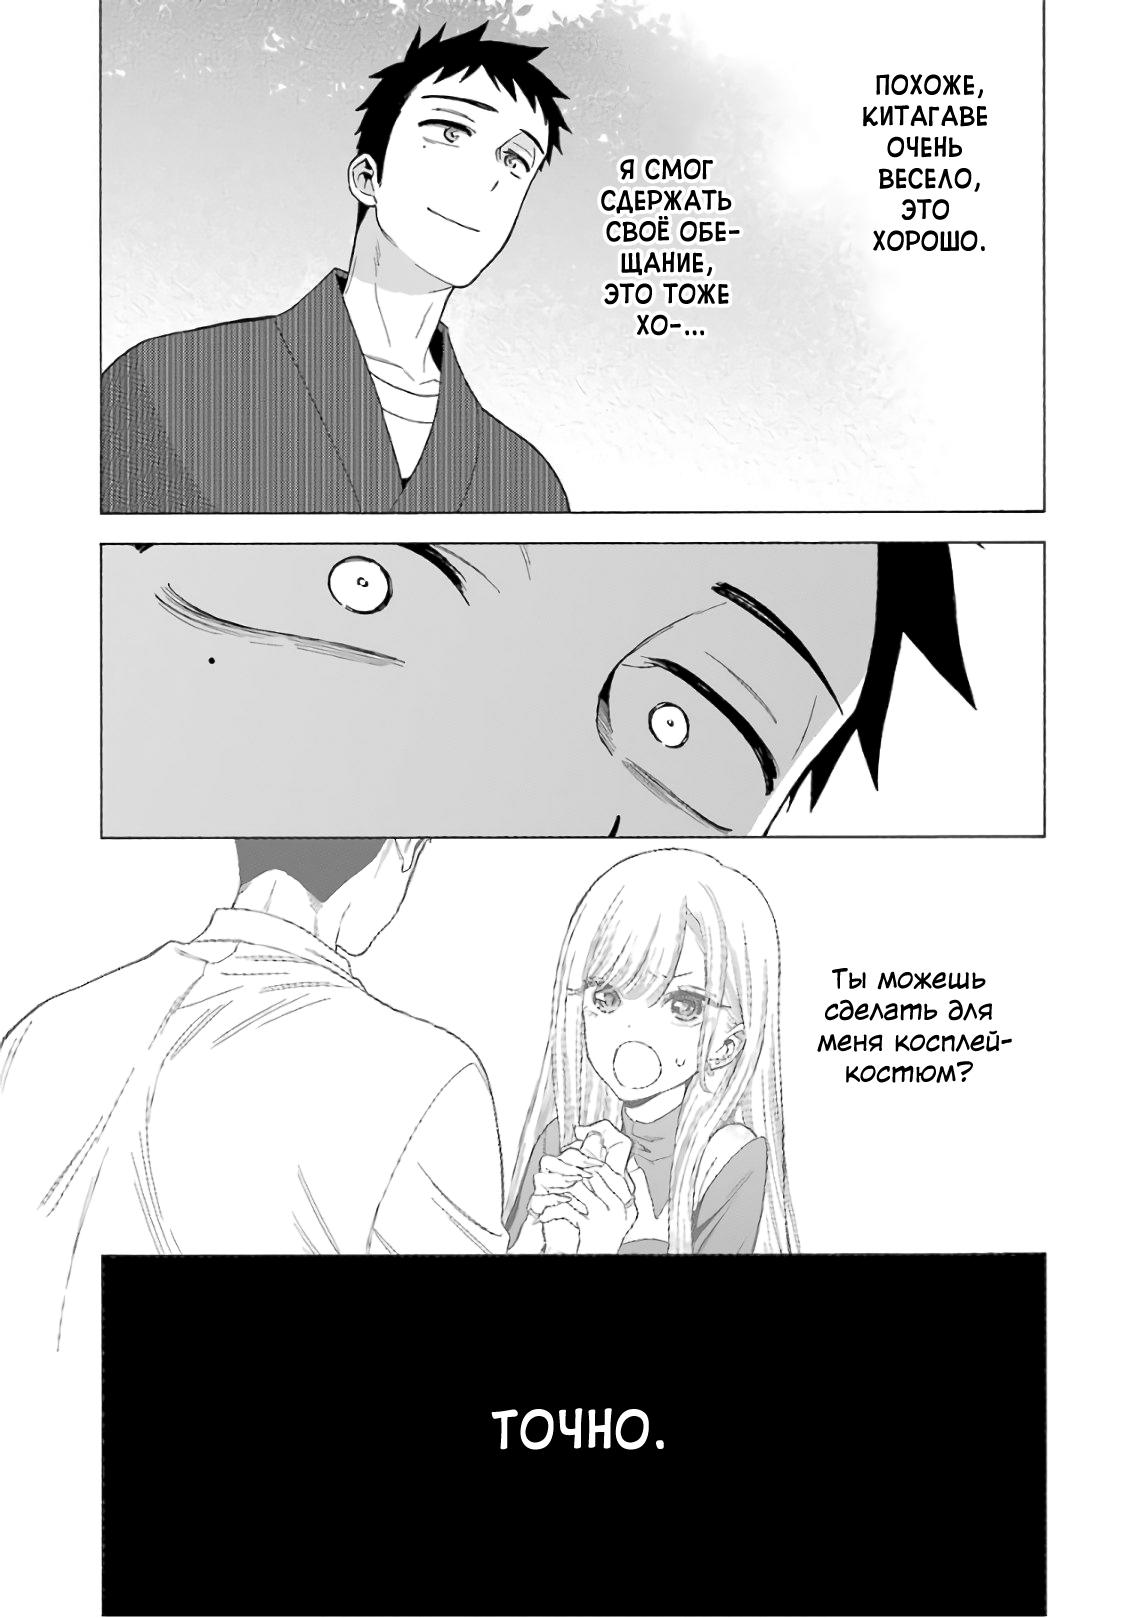 ПОХОЖЕ,
КИТАГАВЕ
ОЧЕНЬ
ВЕСЕЛО,
ЭТО
ХОРОШО.
Я СМОГ
СДЕРЖАТЬ
СВОЁ ОБЕ-
ЩАНИЕ,
ЭТО ТОЖЕ
ХО-...
Ты можешь
сделать для
меня косплей-
костюм?
ТОЧНО.